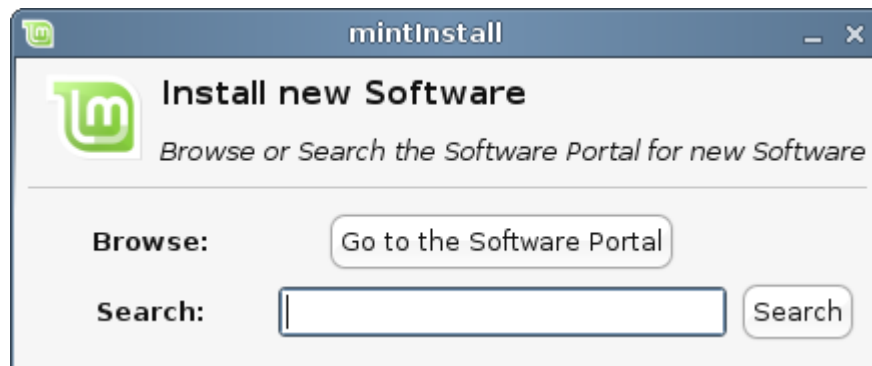 mintInstall
Install new Software
Browse or Search the Software Portal for new Software
Browse: Go to the Software Portal
Search: Search